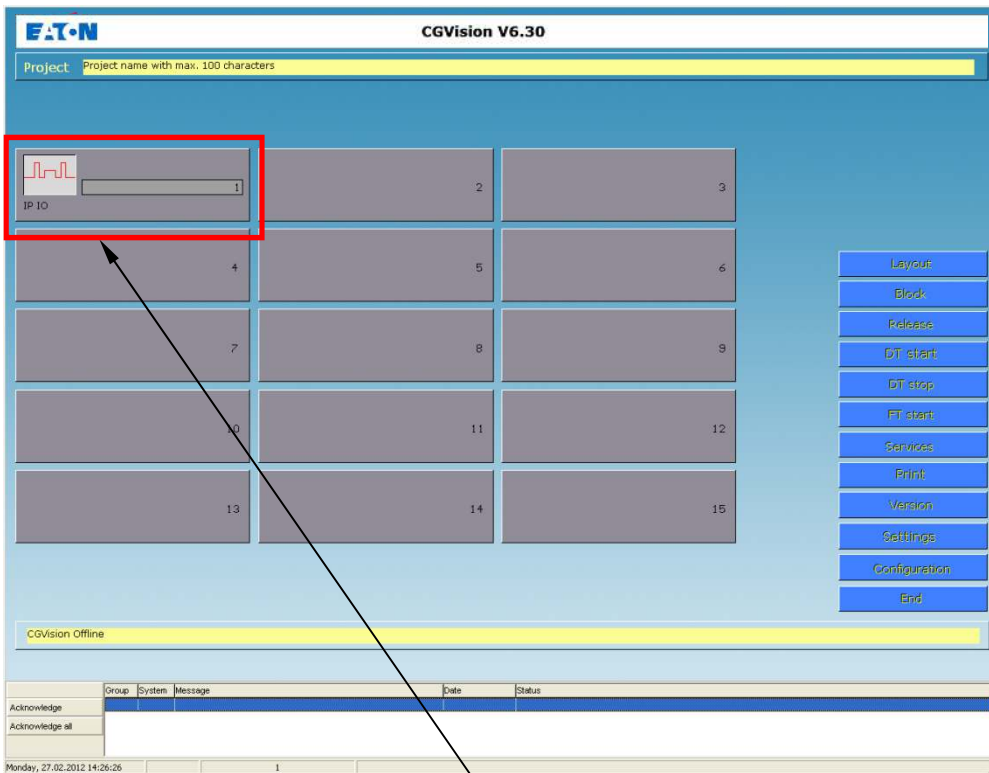 EATON
CGVision V6.30
Project Project name with max. 100 characters
1
IP IO
2
3
4
5
6
7
8
9
10
11
12
13
14
15
Layout
Block
Release
DT start
DT stop
FT start
Services
Print
Version
Settings
Configuration
End
CGVision Offline
Group System Message Date Status
Acknowledge
Acknowledge all
Monday, 27.02.2012 14:26:26 1